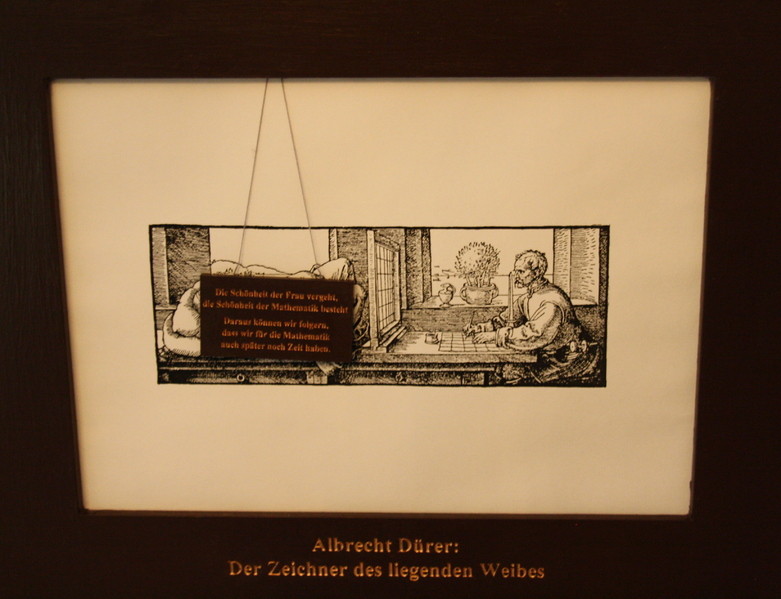 Die Schönheit der Frau vergeht,
die Schönheit der Mathematik besteht
Daraus können wir folgern,
dass wir für die Mathematik
auch später noch Zeit haben.
Albrecht Dürer:
Der Zeichner des liegenden Weibes